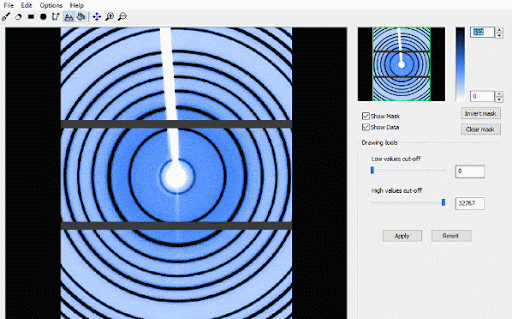 File Edit Options Help
0
Show Mask
Show Data
Invert mask
Clear mask
Drawing tools
Low values cut-off
0
High values cut-off
32767
Apply
Reset